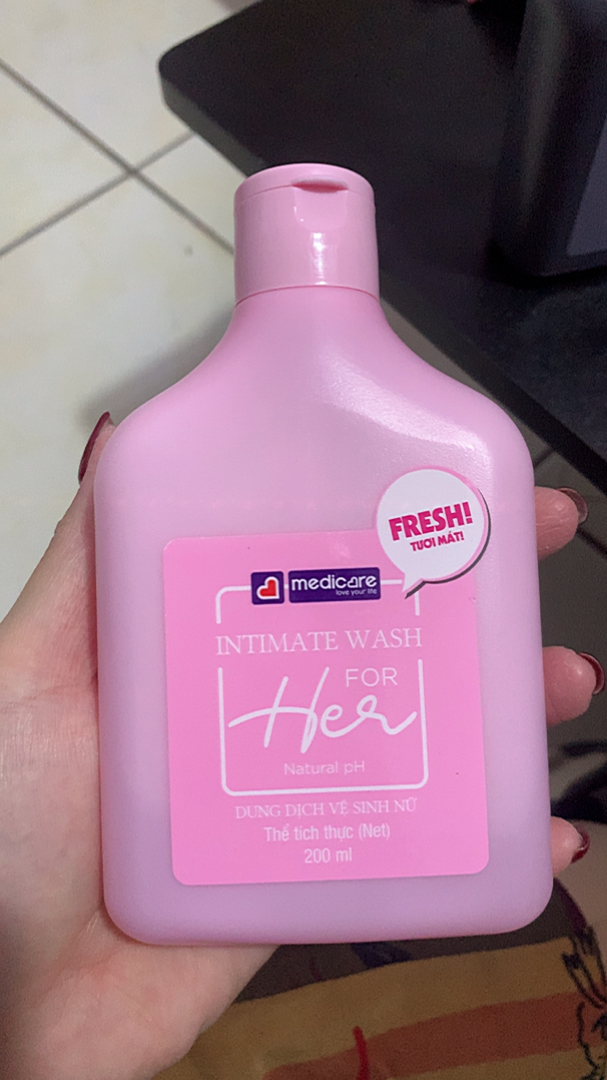 FRESH!
TƯƠI MÁT!
medicare
love your life
INTIMATE WASH
FOR
Her
Natural pH
DUNG DỊCH VỆ SINH NỮ
Thể tích thực (Net)
200 ml